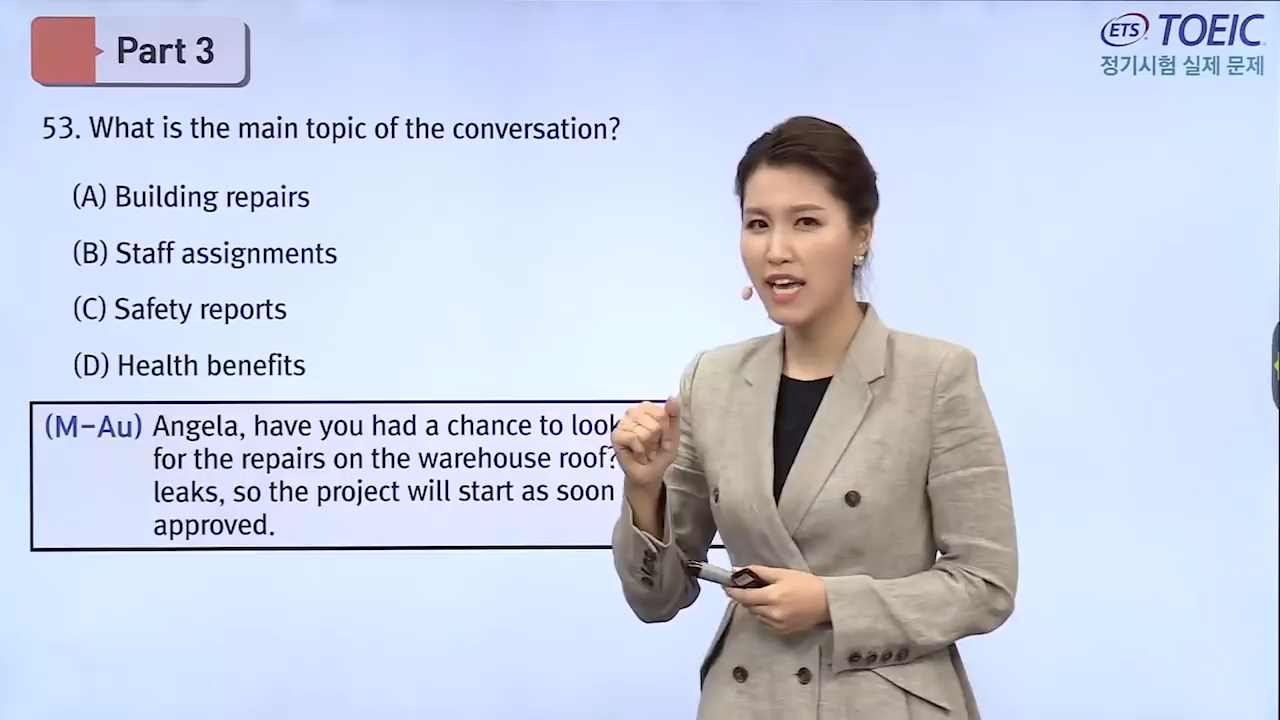 Part 3
ETS TOEIC
정기시험 실제 문제
53. What is the main topic of the conversation?
(A) Building repairs
(B) Staff assignments
(C) Safety reports
(D) Health benefits
(M-Au) Angela, have you had a chance to look
for the repairs on the warehouse roof?
leaks, so the project will start as soon
approved.